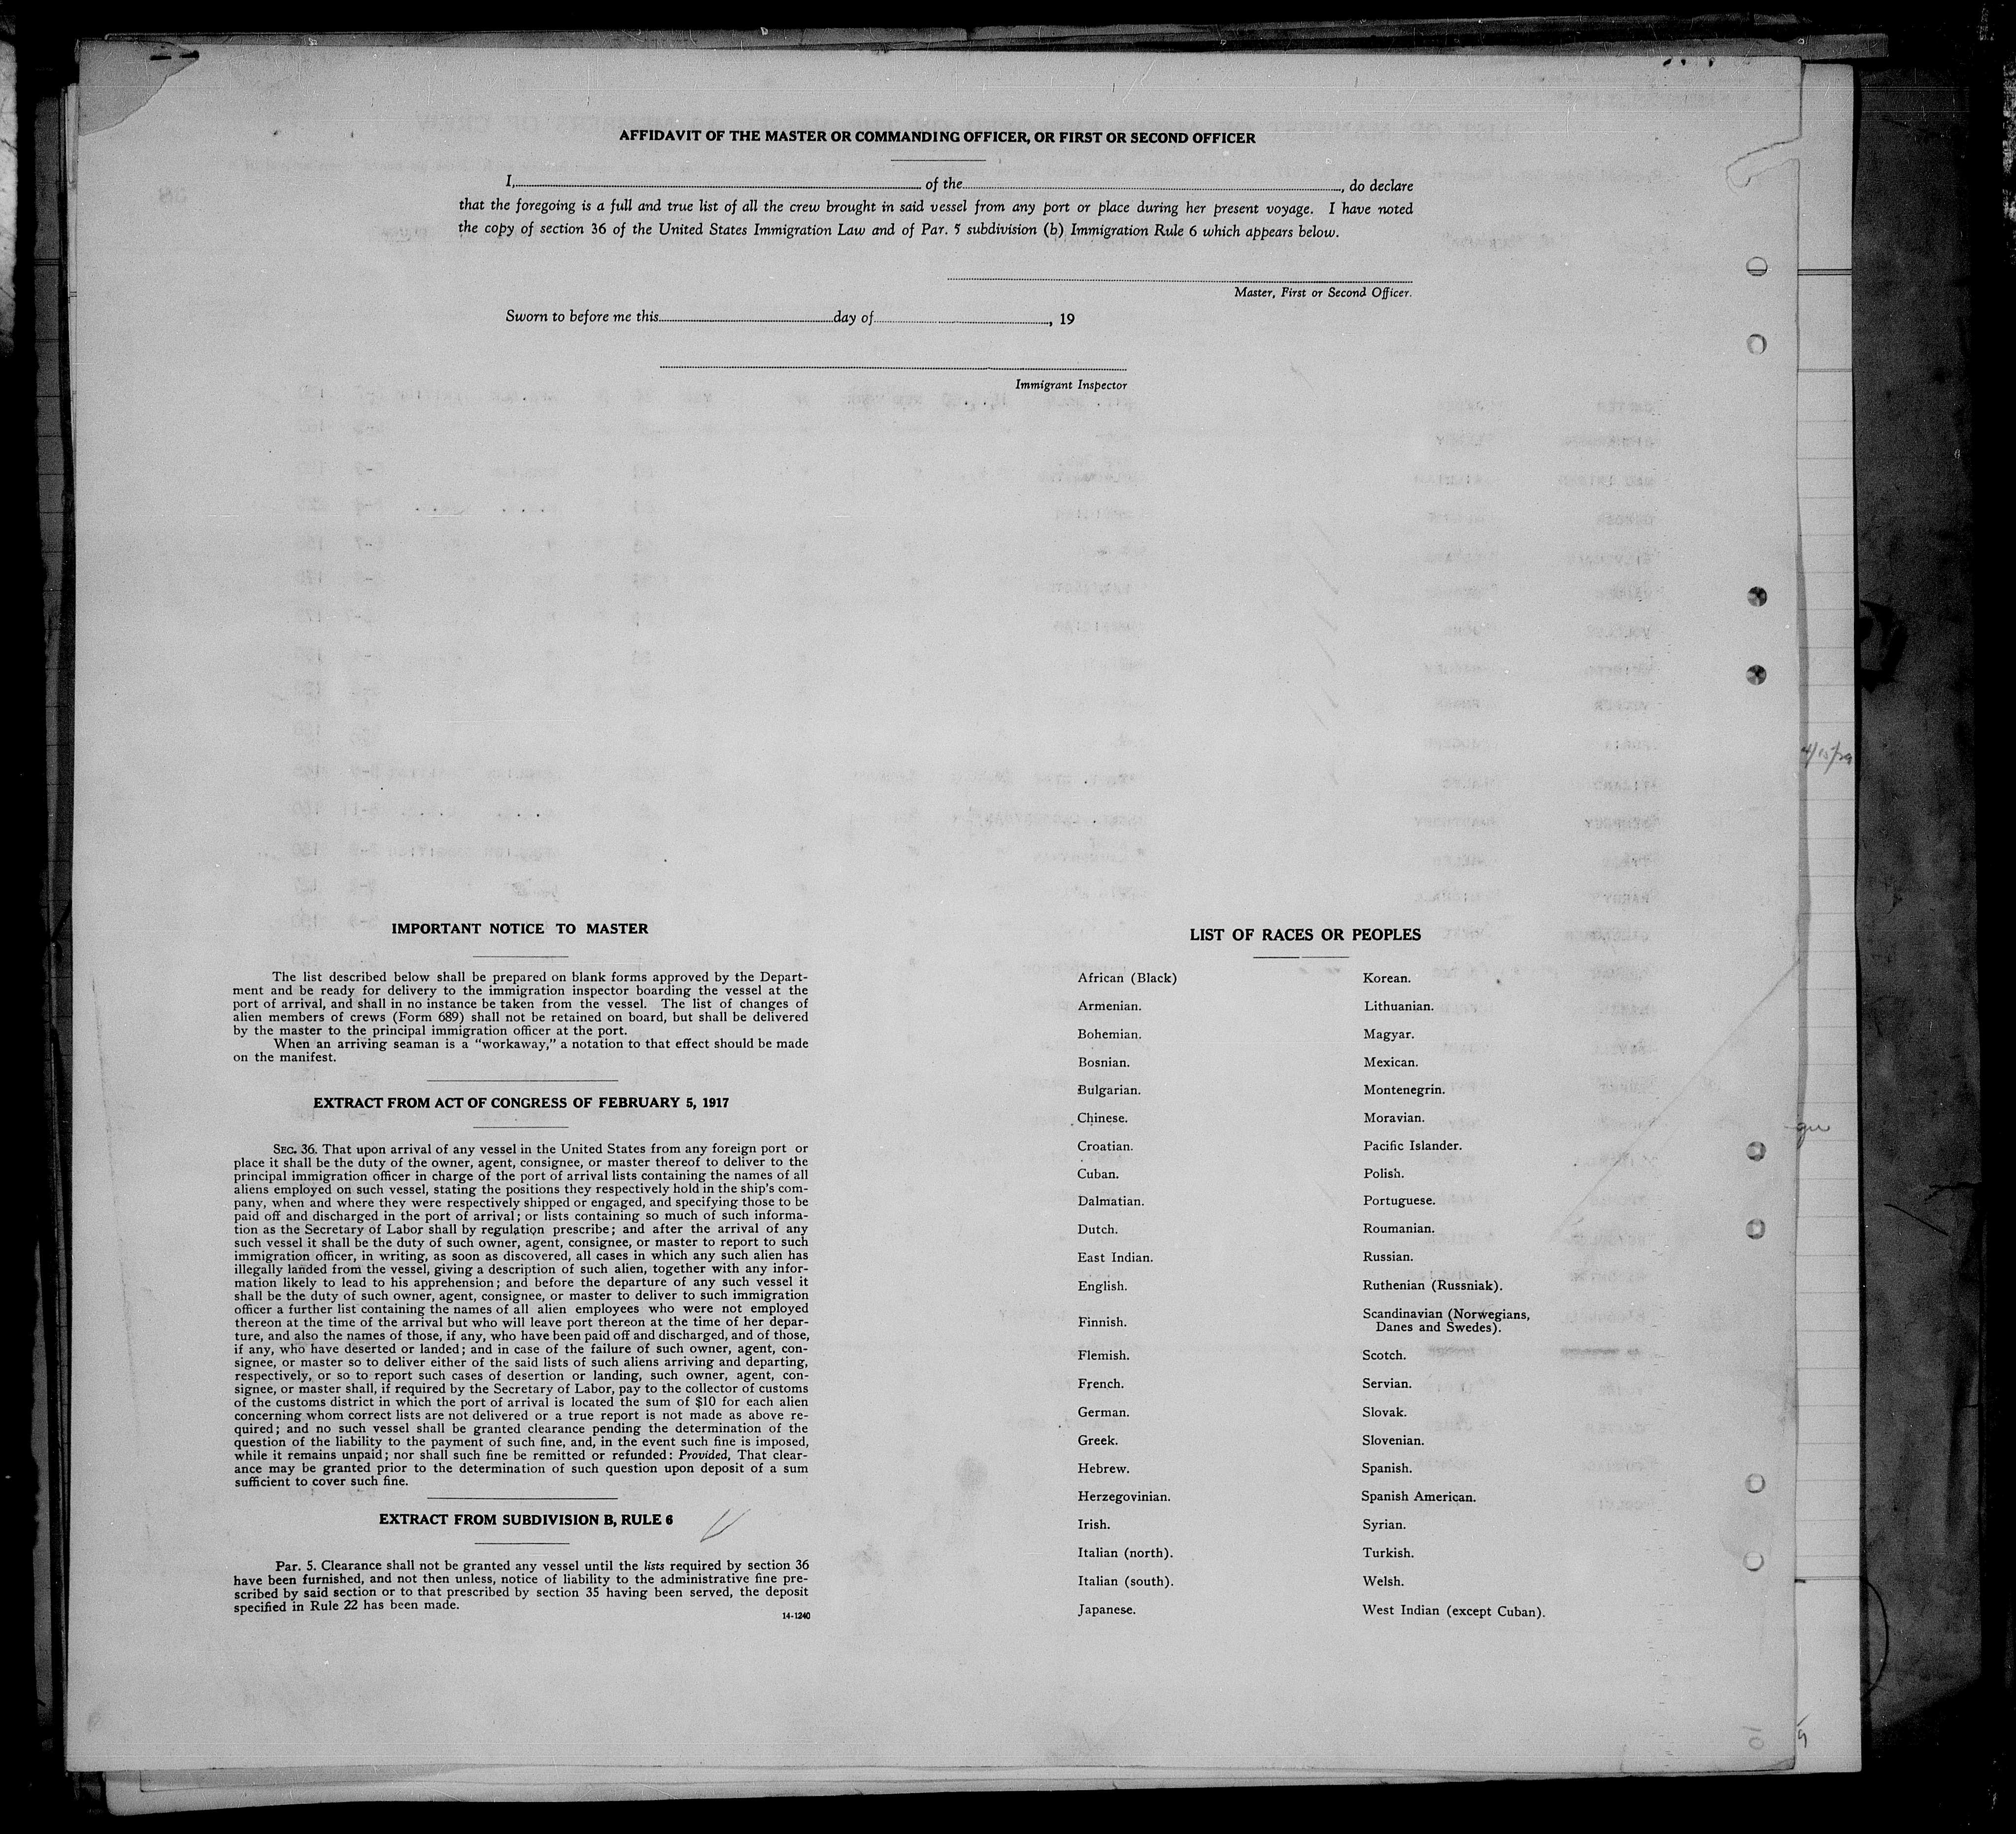 AFFIDAVIT OF THE MASTER OR COMMANDING OFFICER, OR FIRST OR SECOND OFFICER
I, of the , do declare
that the foregoing is a full and true list of all the crew brought in said vessel from any port or place during her present voyage. I have noted
the copy of section 36 of the United States Immigration Law and of Par. 5 subdivision (b) Immigration Rule 6 which appears below.
Master, First or Second Officer.
Sworn to before me this day of , 19
Immigrant Inspector
IMPORTANT NOTICE TO MASTER
The list described below shall be prepared on blank forms approved by the Depart-
ment and be ready for delivery to the immigration inspector boarding the vessel at the
port of arrival, and shall in no instance be taken from the vessel. The list of changes of
alien members of crews (Form 689) shall not be retained on board, but shall be delivered
by the master to the principal immigration officer at the port.
When an arriving seaman is a "workaway," a notation to that effect should be made
on the manifest.
EXTRACT FROM ACT OF CONGRESS OF FEBRUARY 5, 1917
SEC. 36. That upon arrival of any vessel in the United States from any foreign port or
place it shall be the duty of the owner, agent, consignee, or master thereof to deliver to the
principal immigration officer in charge of the port of arrival lists containing the names of all
aliens employed on such vessel, stating the positions they respectively hold in the ship's com-
pany, when and where they were respectively shipped or engaged, and specifying those to be
paid off and discharged in the port of arrival; or lists containing so much of such informa-
tion as the Secretary of Labor shall by regulation prescribe; and after the arrival of any
such vessel it shall be the duty of such owner, agent, consignee, or master to report to such
immigration officer, in writing, as soon as discovered, all cases in which any such alien has
illegally landed from the vessel, giving a description of such alien, together with any infor-
mation likely to lead to his apprehension; and before the departure of any such vessel it
shall be the duty of such owner, agent, consignee, or master to deliver to such immigration
officer a further list containing the names of all alien employees who were not employed
thereon at the time of the arrival but who will leave port thereon at the time of her depar-
ture, and also the names of those, if any, who have been paid off and discharged, and of those,
if any, who have deserted or landed; and in case of the failure of such owner, agent, con-
signee, or master so to deliver either of the said lists of such aliens arriving and departing,
respectively, or so to report such cases of desertion or landing, such owner, agent, con-
signee, or master shall, if required by the Secretary of Labor, pay to the collector of customs
of the customs district in which the port of arrival is located the sum of $10 for each alien
concerning whom correct lists are not delivered or a true report is not made as above re-
quired; and no such vessel shall be granted clearance pending the determination of the
question of the liability to the payment of such fine, and, in the event such fine is imposed,
while it remains unpaid; nor shall such fine be remitted or refunded: Provided, That clear-
ance may be granted prior to the determination of such question upon deposit of a sum
sufficient to cover such fine.
EXTRACT FROM SUBDIVISION B, RULE 6
Par. 5. Clearance shall not be granted any vessel until the lists required by section 36
have been furnished, and not then unless, notice of liability to the administrative fine pre-
scribed by said section or to that prescribed by section 35 having been served, the deposit
specified in Rule 22 has been made.
14-1240
LIST OF RACES OR PEOPLES
African (Black)
Armenian.
Bohemian.
Bosnian.
Bulgarian.
Chinese.
Croatian.
Cuban.
Dalmatian.
Dutch.
East Indian.
English.
Finnish.
Flemish.
French.
German.
Greek.
Hebrew.
Herzegovinian.
Irish.
Italian (north).
Italian (south).
Japanese.
Korean.
Lithuanian.
Magyar.
Mexican.
Montenegrin.
Moravian.
Pacific Islander.
Polish.
Portuguese.
Roumanian.
Russian.
Ruthenian (Russniak).
Scandinavian (Norwegians,
Danes and Swedes).
Scotch.
Servian.
Slovak.
Slovenian.
Spanish.
Spanish American.
Syrian.
Turkish.
Welsh.
West Indian (except Cuban).